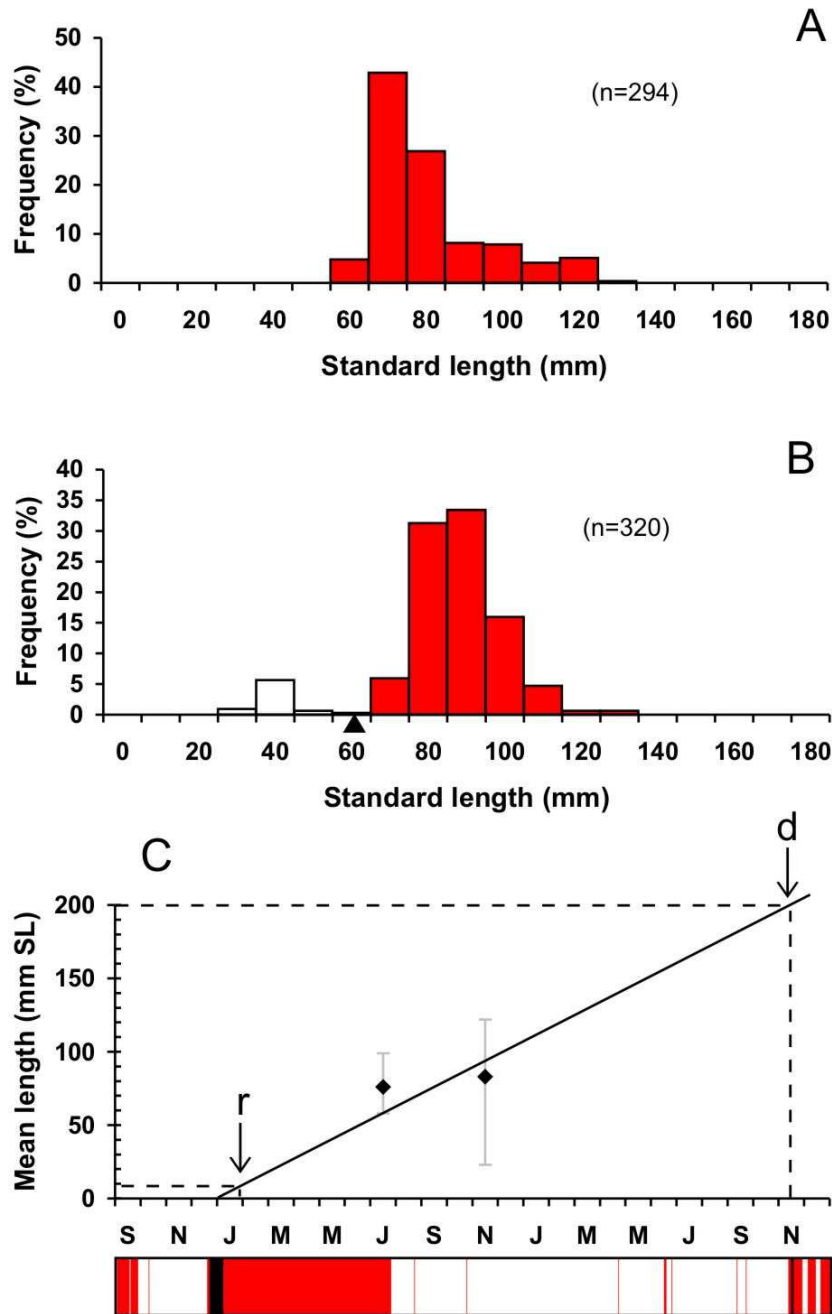 A
50
40
30
20
10
0
Frequency (%)
(n=294)
0 20 40 60 80 100 120 140 160 180
Standard length (mm)
B
40
35
30
25
20
15
10
5
0
Frequency (%)
(n=320)
0 20 40 60 80 100 120 140 160 180
Standard length (mm)
C
d
200
150
100
50
0
Mean length (mm SL)
r
S N J M M J S N J M M J S N